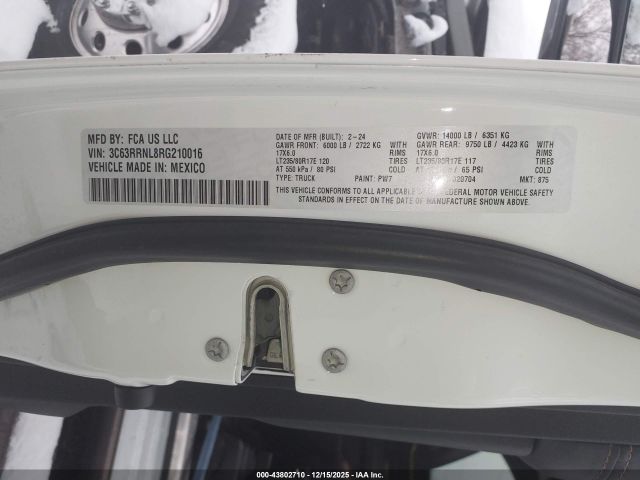 MFD BY: FCA US LLC
VIN: 3C63RRNL8RG210016
VEHICLE MADE IN: MEXICO
DATE OF MFR (BUILT): 2-24 GVWR: 14000 LB / 6351 KG
GAWR FRONT: 6000 LB / 2722 KG WITH GAWR REAR: 9750 LB / 4423 KG WITH
17X6.0 RIMS 17X6.0 RIMS
LT235/80R17E 120 TIRES LT235/80R17E 117 TIRES
AT 550 kPa / 80 PSI COLD AT / 65 PSI COLD
TYPE: TRUCK PAINT: PW7 MKT: 875
THIS VEHICLE CONFORMS TO ALL FEDERAL MOTOR VEHICLE SAFETY
STANDARDS IN EFFECT ON THE DATE OF MANUFACTURE SHOWN ABOVE.
00-43802710 - 12/15/2025 - © IAA Holdings, LLC